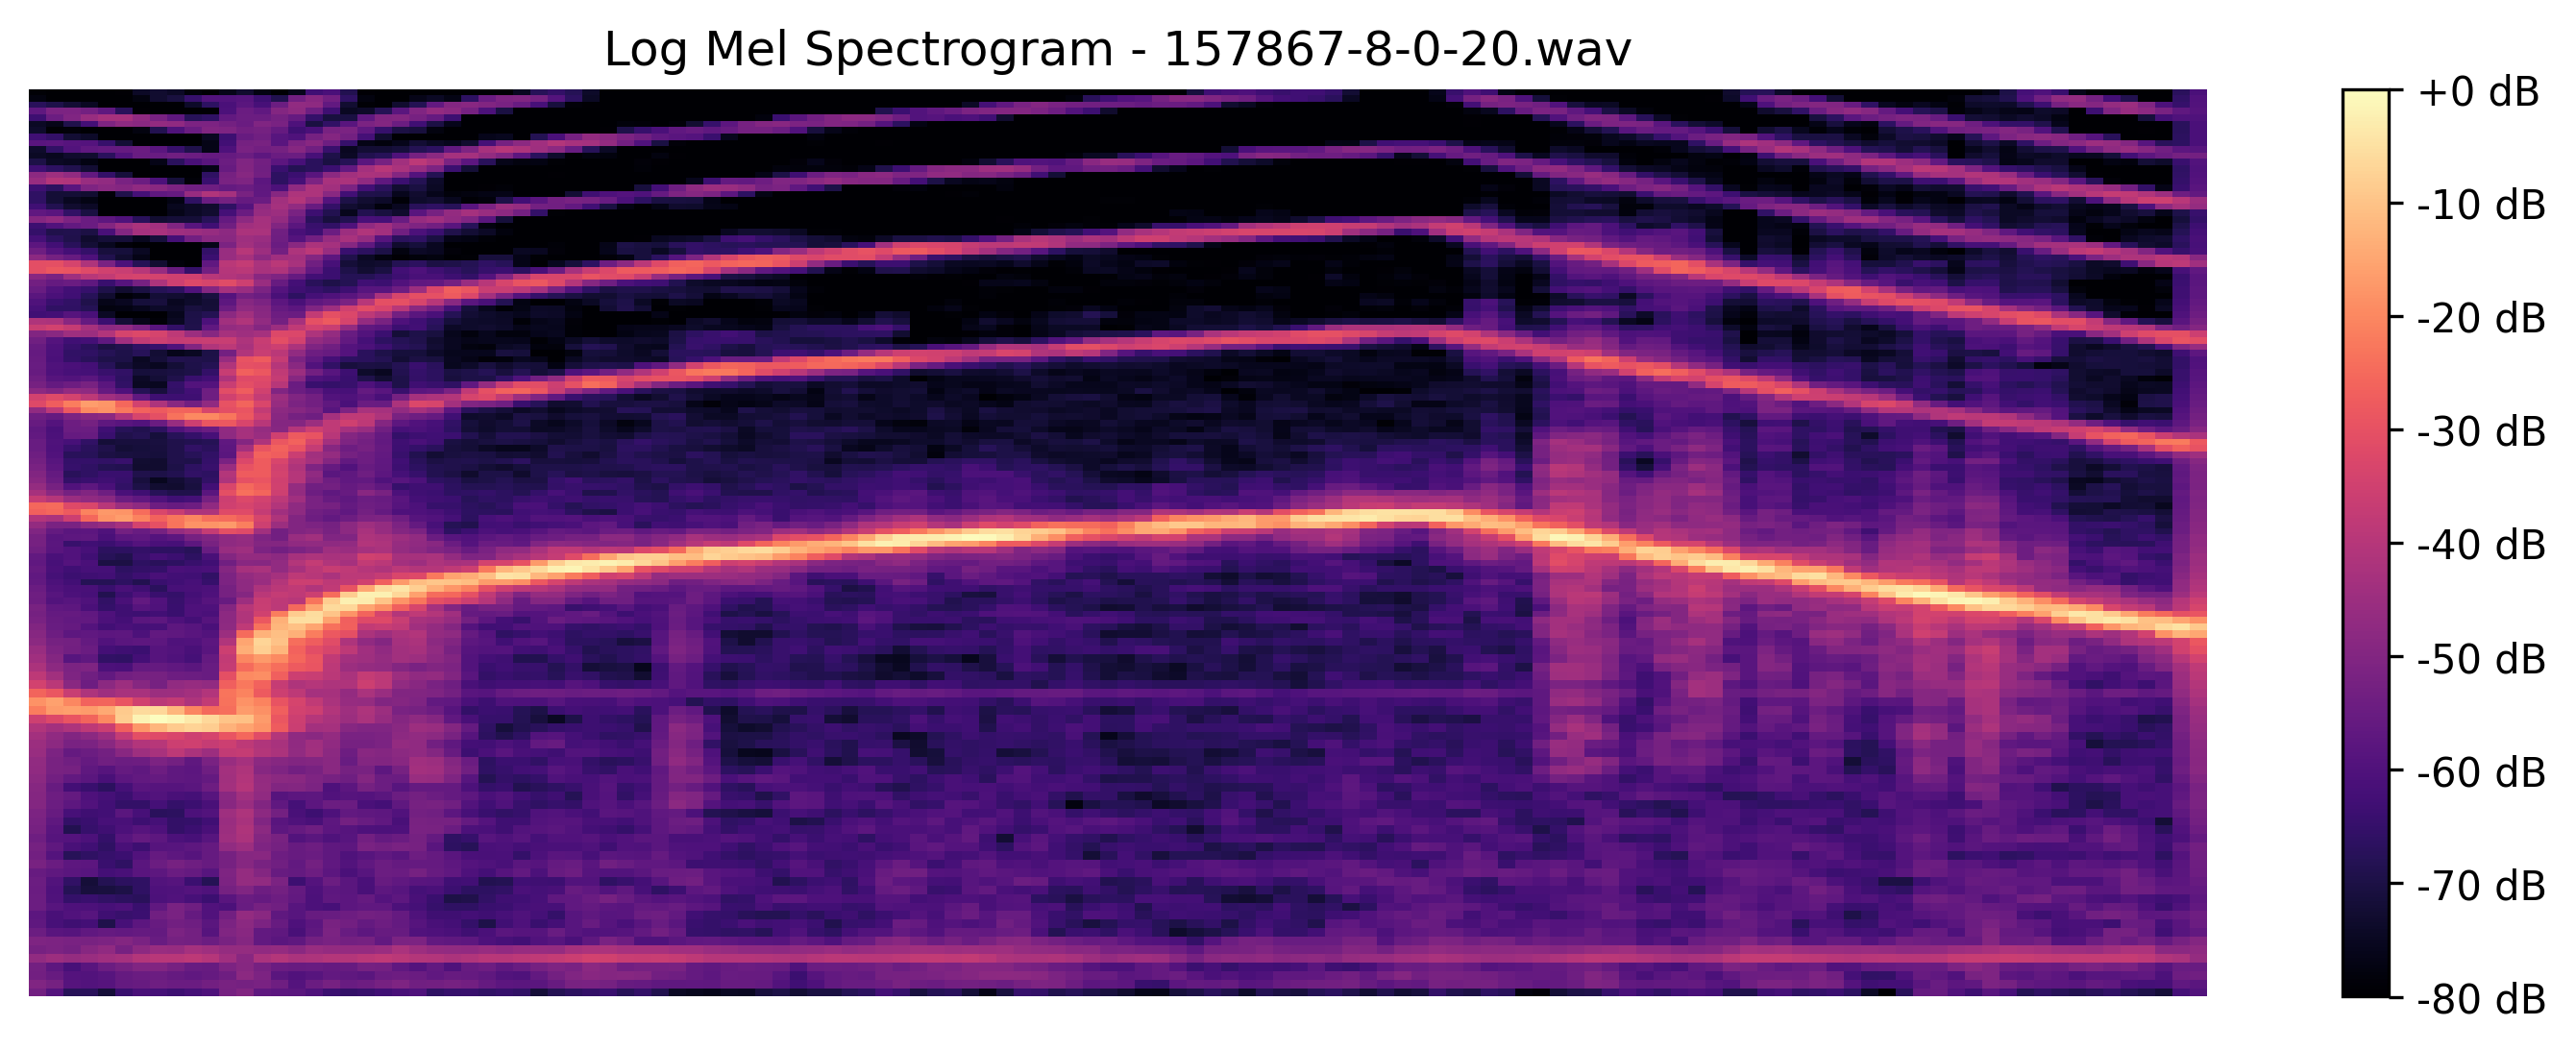 Log Mel Spectrogram - 157867-8-0-20.wav
+0 dB
-10 dB
-20 dB
-30 dB
-40 dB
-50 dB
-60 dB
-70 dB
-80 dB